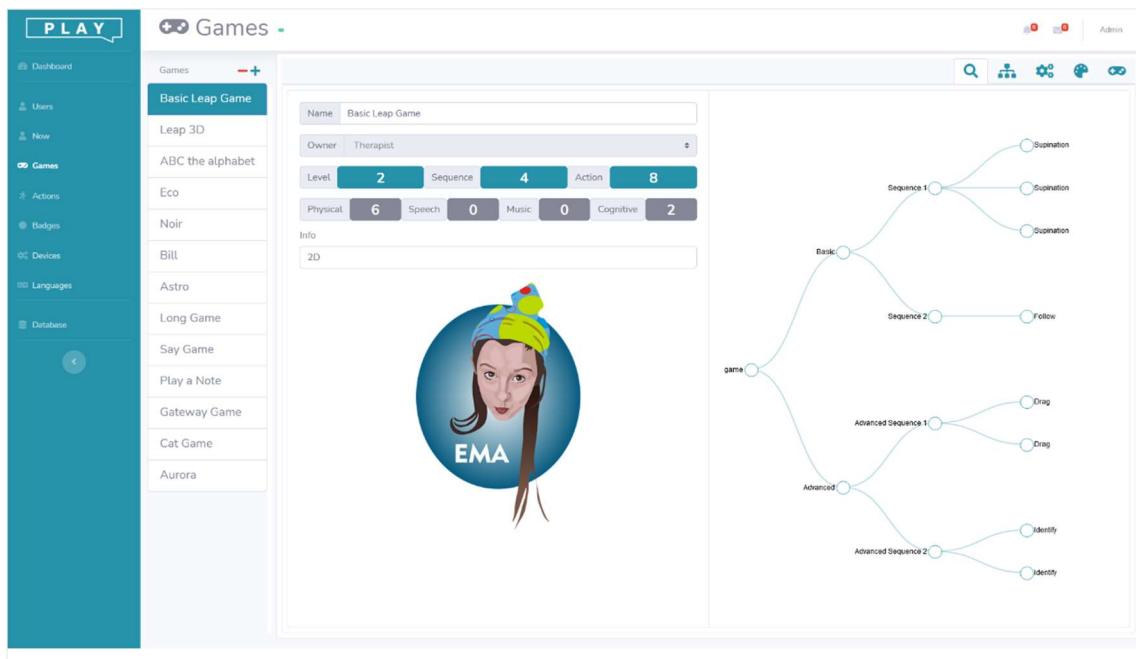 PLAY
Games -
0 0 Admin
Dashboard
Users
Now
Games
Actions
Badges
Devices
Languages
Database
Games
Basic Leap Game
Leap 3D
ABC the alphabet
Eco
Noir
Bill
Astro
Long Game
Say Game
Play a Note
Gateway Game
Cat Game
Aurora
Name Basic Leap Game
Owner Therapist
Level 2 Sequence 4 Action 8
Physical 6 Speech 0 Music 0 Cognitive 2
Info
2D
EMA
game
Basic
Sequence 1
Supination
Supination
Supination
Sequence 2
Follow
Advanced
Advanced Sequence 1
Drag
Drag
Advanced Sequence 2
Identify
Identify